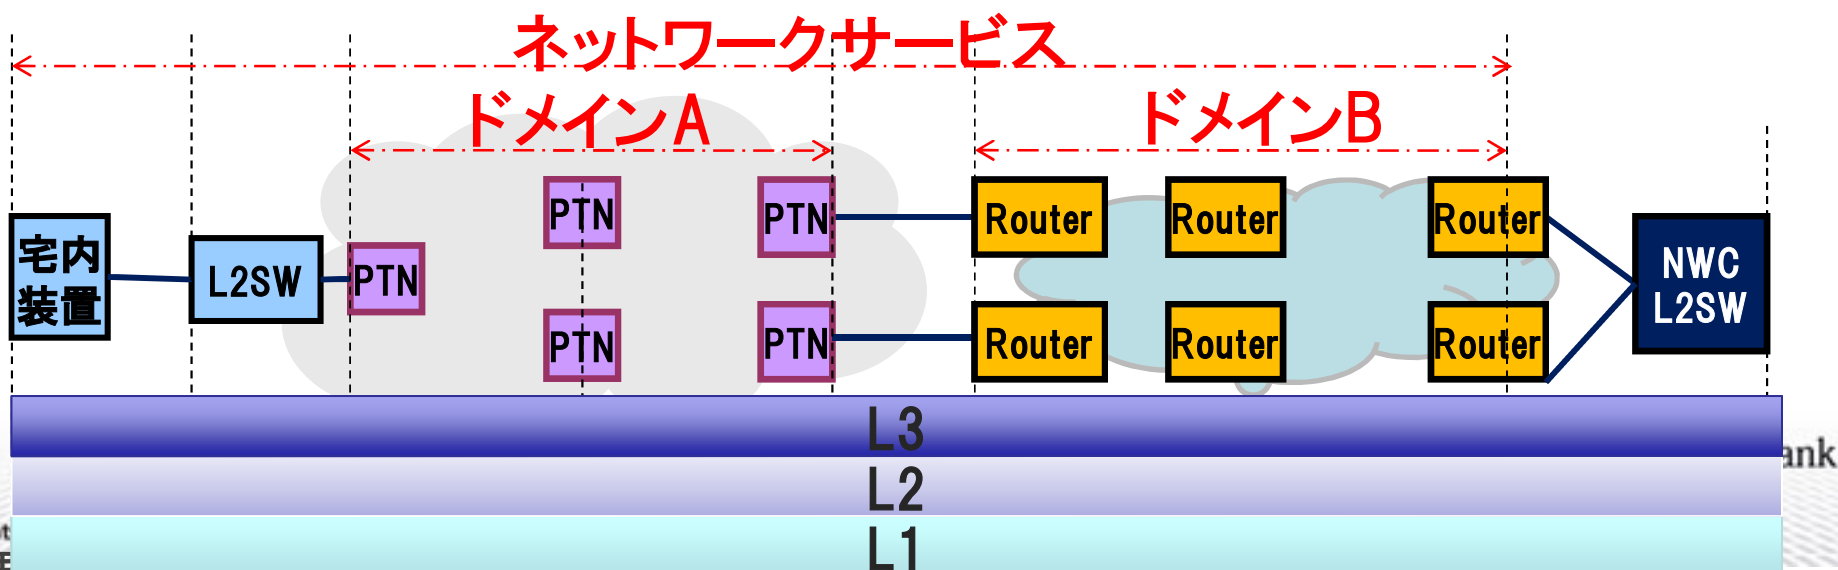 ネットワークサービス
ドメインA
ドメインB
PTN
PTN
Router
Router
Router
宅内
装置
L2SW
PTN
NWC
L2SW
PTN
PTN
Router
Router
Router
L3
L2
L1